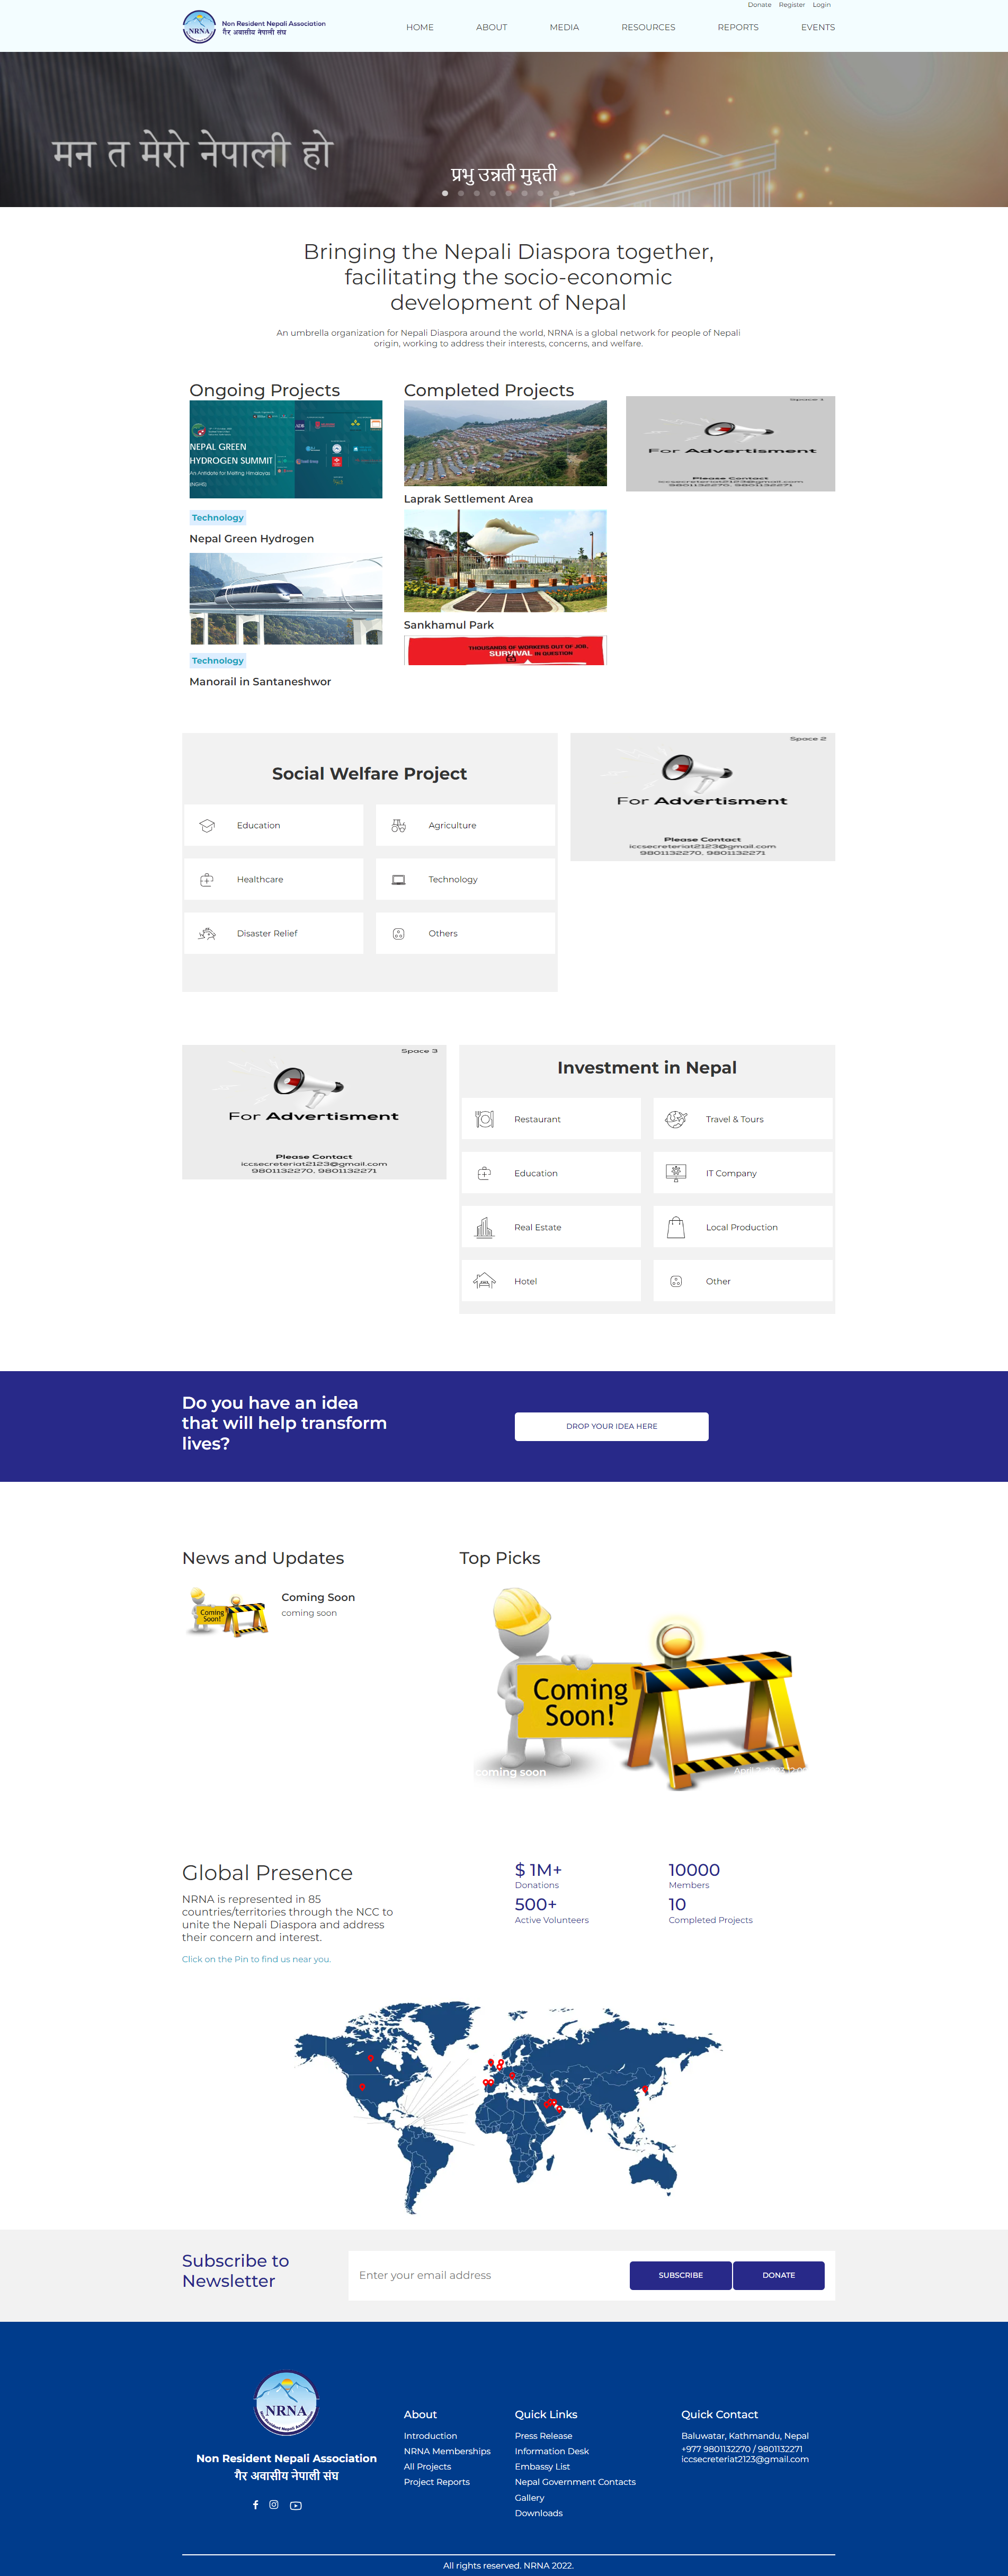 Donate Register Login
NRNA
Non Resident Nepali Association
गैर अवासीय नेपाली संघ
HOME ABOUT MEDIA RESOURCES REPORTS EVENTS
मन त मेरो नेपाली हो
प्रभु उन्नती मुद्दती
Bringing the Nepali Diaspora together,
facilitating the socio-economic
development of Nepal
An umbrella organization for Nepali Diaspora around the world, NRNA is a global network for people of Nepali
origin, working to address their interests, concerns, and welfare.
Ongoing Projects
NEPAL GREEN
HYDROGEN SUMMIT
An Antidote for Melting Himalayas
Technology
Nepal Green Hydrogen
Technology
Manorail in Santaneshwor
Completed Projects
Laprak Settlement Area
Sankhamul Park
THOUSANDS OF WORKERS OUT OF JOB,
SURVIVAL IN QUESTION
For Advertisment
Please Contact
iccsecreteriat2123@gmail.com
9801132270, 9801132271
Social Welfare Project
Education Agriculture
Healthcare Technology
Disaster Relief Others
Space 2
For Advertisment
Please Contact
iccsecreteriat2123@gmail.com
9801132270, 9801132271
Space 3
For Advertisment
Please Contact
iccsecreteriat2123@gmail.com
9801132270, 9801132271
Investment in Nepal
Restaurant Travel & Tours
Education IT Company
Real Estate Local Production
Hotel Other
Do you have an idea
that will help transform
lives?
DROP YOUR IDEA HERE
News and Updates
Coming
Soon!
Coming Soon
coming soon
Top Picks
Coming
Soon!
coming soon
Global Presence
NRNA is represented in 85
countries/territories through the NCC to
unite the Nepali Diaspora and address
their concern and interest.
Click on the Pin to find us near you.
$ 1M+ 10000
Donations Members
500+ 10
Active Volunteers Completed Projects
Subscribe to
Newsletter
Enter your email address
SUBSCRIBE DONATE
NRNA
Non Resident Nepali Association
Non Resident Nepali Association
गैर अवासीय नेपाली संघ
About
Introduction
NRNA Memberships
All Projects
Project Reports
Quick Links
Press Release
Information Desk
Embassy List
Nepal Government Contacts
Gallery
Downloads
Quick Contact
Baluwatar, Kathmandu, Nepal
+977 9801132270 / 9801132271
iccsecreteriat2123@gmail.com
All rights reserved. NRNA 2022.